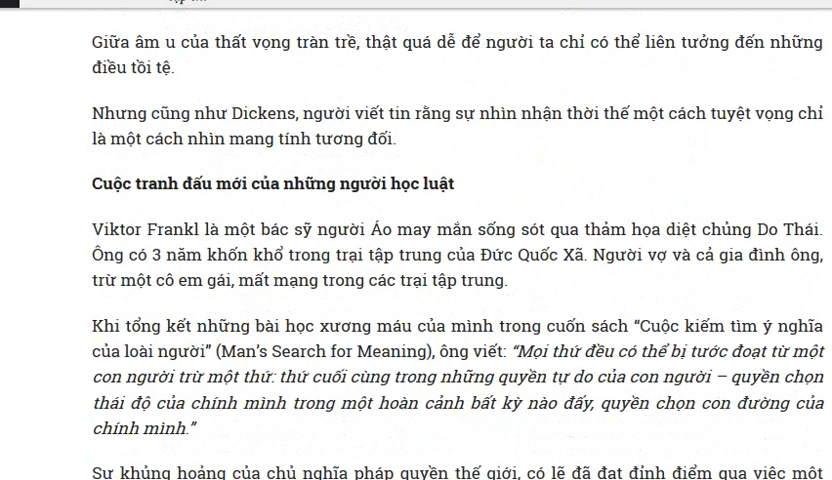 Giữa âm u của thất vọng tràn trề, thật quá dễ để người ta chỉ có thể liên tưởng đến những
điều tồi tệ.
Nhưng cũng như Dickens, người viết tin rằng sự nhìn nhận thời thế một cách tuyệt vọng chỉ
là một cách nhìn mang tính tương đối.
Cuộc tranh đấu mới của những người học luật
Viktor Frankl là một bác sỹ người Áo may mắn sống sót qua thảm họa diệt chủng Do Thái.
Ông có 3 năm khốn khổ trong trại tập trung của Đức Quốc Xã. Người vợ và cả gia đình ông,
trừ một cô em gái, mất mạng trong các trại tập trung.
Khi tổng kết những bài học xương máu của mình trong cuốn sách “Cuộc kiếm tìm ý nghĩa
của loài người” (Man’s Search for Meaning), ông viết: “Mọi thứ đều có thể bị tước đoạt từ một
con người trừ một thứ: thứ cuối cùng trong những quyền tự do của con người – quyền chọn
thái độ của chính mình trong một hoàn cảnh bất kỳ nào đấy, quyền chọn con đường của
chính mình.”
Sự khủng hoảng của chủ nghĩa pháp quyền thế giới, có lẽ đã đạt đỉnh điểm qua việc một